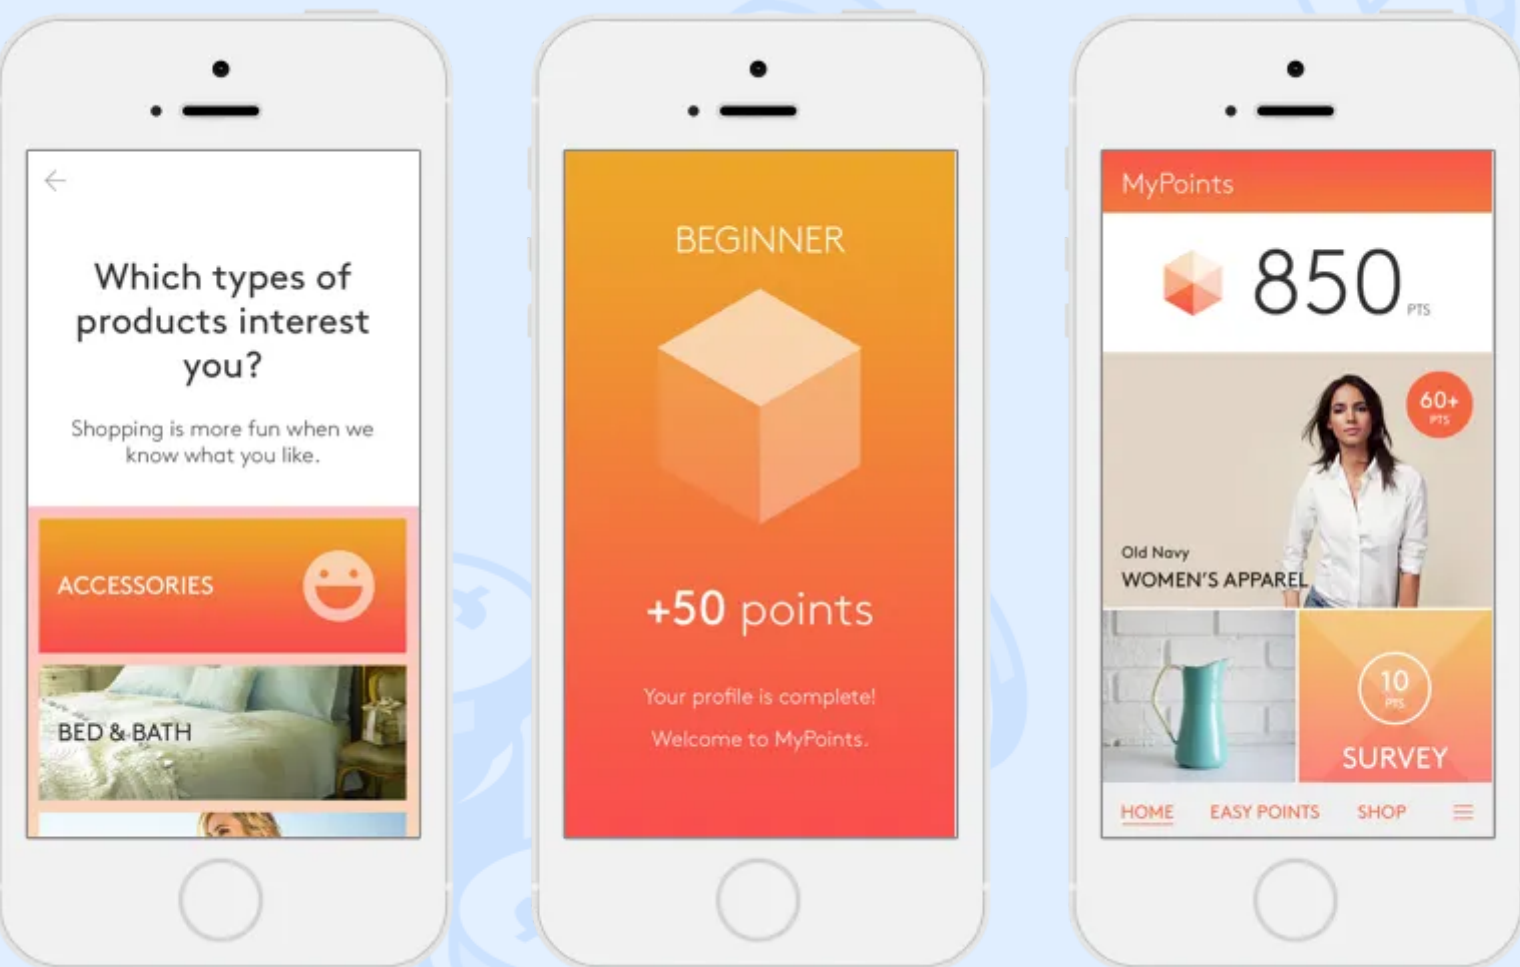 Which types of
products interest
you?
Shopping is more fun when we
know what you like.
ACCESSORIES
BED & BATH
BEGINNER
+50 points
Your profile is complete!
Welcome to MyPoints.
MyPoints
850 PTS
60+
PTS
Old Navy
WOMEN'S APPAREL
10
PTS
SURVEY
HOME EASY POINTS SHOP